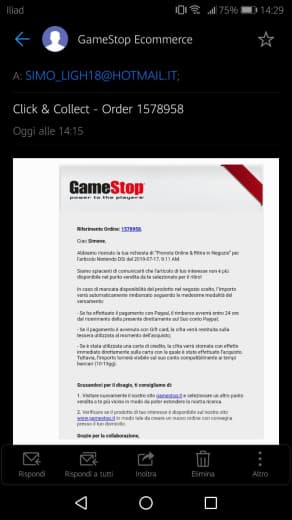 Iliad 75% 14:29
GameStop Ecommerce
A: SIMO_LIGH18@HOTMAIL.IT;
Click & Collect - Order 1578958
Oggi alle 14:15
GameStop
power to the players
Riferimento Ordine: 1578958.
Ciao Simone,
Abbiamo ricevuto la tua richiesta di "Prenota Online & Ritira in Negozio" per
l'articolo Nintendo DSi del 2019-07-17, 9:11 AM.
Siamo spiacenti di comunicarti che l'articolo di tuo interesse non è più
disponibile nel punto vendita da te selezionato per il ritiro!
In caso di mancata disponibilità del prodotto nel negozio scelto, l'importo
verrà automaticamente rimborsato seguendo le medesime modalità del
versamento:
- Se hai effettuato il pagamento con Paypal, il rimborso avverrà entro 24 ore
dal ricevimento della presente direttamente sul Suo conto Paypal.
- Se il pagamento è avvenuto con Gift card, la cifra verrà restituita sulla
tessera utilizzata al momento dell'acquisto;
- Se è stata utilizzata una carta di credito, la cifra verrà stornata con effetto
immediato direttamente sulla carta con la quale è stato effettuato l'acquisto.
Tuttavia, l'importo tornerà visibile sul suo conto compatibilmente ai tempi
bancari (10-15gg).
Scusandoci per il disagio, ti consigliamo di:
1. Visitare nuovamente il nostro sito gamestop.it e selezionare un altro punto
vendita a te più vicino in modo da poter estendere la nostra ricerca.
2. Verificare se il prodotto di tuo interesse è disponibile sul nostro sito
www.gamestop.it in modo tale da creare un nuovo ordine con consegna
presso il tuo domicilio.
Grazie per la collaborazione,
Rispondi Rispondi a tutti Inoltra Elimina Altro